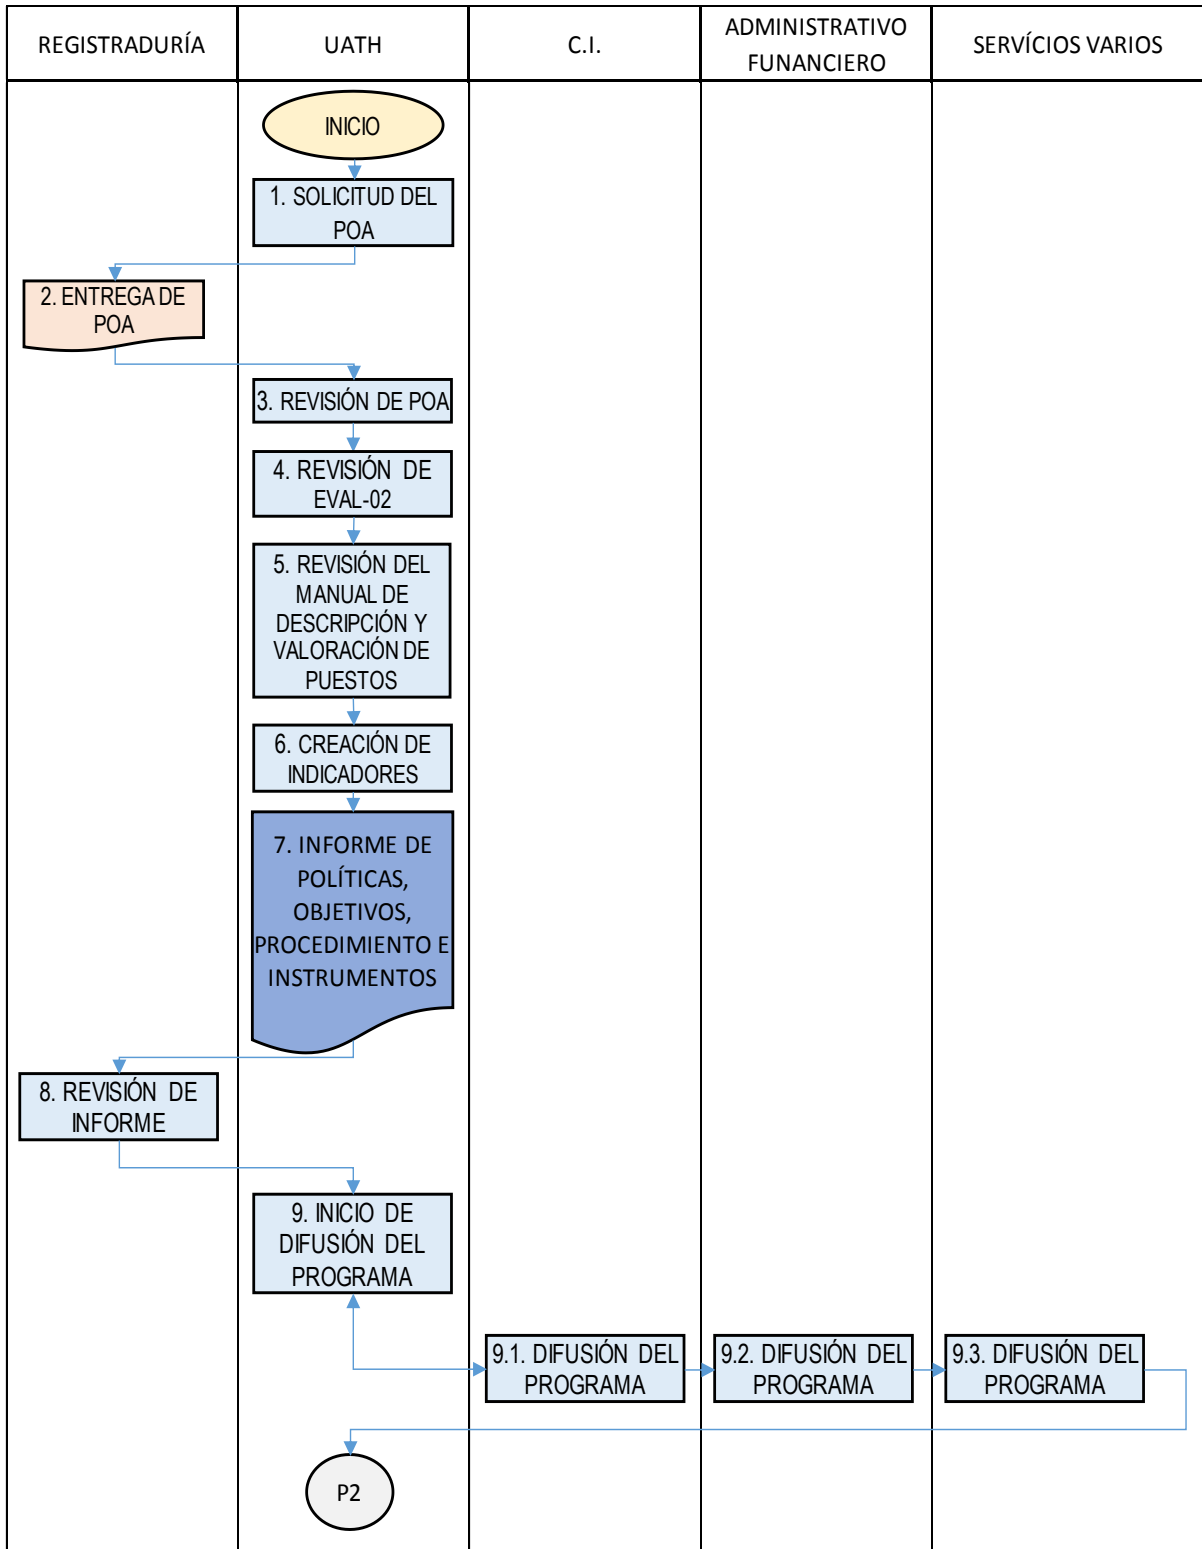 REGISTRADURÍA
UATH
C.I.
ADMINISTRATIVO
FUNANCIERO
SERVÍCIOS VARIOS
INICIO
1. SOLICITUD DEL
POA
2. ENTREGA DE
POA
3. REVISIÓN DE POA
4. REVISIÓN DE
EVAL-02
5. REVISIÓN DEL
MANUAL DE
DESCRIPCIÓN Y
VALORACIÓN DE
PUESTOS
6. CREACIÓN DE
INDICADORES
7. INFORME DE
POLÍTICAS,
OBJETIVOS,
PROCEDIMIENTO E
INSTRUMENTOS
8. REVISIÓN DE
INFORME
9. INICIO DE
DIFUSIÓN DEL
PROGRAMA
9.1. DIFUSIÓN DEL
PROGRAMA
9.2. DIFUSIÓN DEL
PROGRAMA
9.3. DIFUSIÓN DEL
PROGRAMA
P2